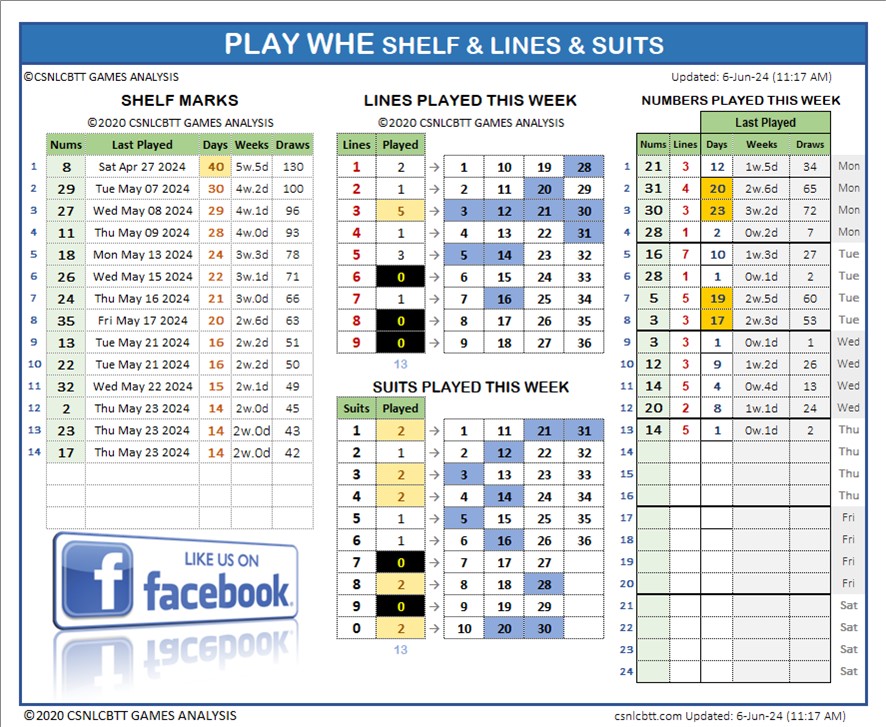 PLAY WHE SHELF & LINES & SUITS
©CSNLCBTT GAMES ANALYSIS
Updated: 6-Jun-24 (11:17 AM)
SHELF MARKS
©2020 CSNLCBTT GAMES ANALYSIS
Nums Last Played Days Weeks Draws
1 8 Sat Apr 27 2024 40 5w.5d 130
2 29 Tue May 07 2024 30 4w.2d 100
3 27 Wed May 08 2024 29 4w.1d 96
4 11 Thu May 09 2024 28 4w.0d 93
5 18 Mon May 13 2024 24 3w.3d 78
6 26 Wed May 15 2024 22 3w.1d 71
7 24 Thu May 16 2024 21 3w.0d 66
8 35 Fri May 17 2024 20 2w.6d 63
9 13 Tue May 21 2024 16 2w.2d 51
10 22 Tue May 21 2024 16 2w.2d 50
11 32 Wed May 22 2024 15 2w.1d 49
12 2 Thu May 23 2024 14 2w.0d 45
13 23 Thu May 23 2024 14 2w.0d 43
14 17 Thu May 23 2024 14 2w.0d 42
LIKE US ON
facebook.
LINES PLAYED THIS WEEK
©2020 CSNLCBTT GAMES ANALYSIS
Lines Played
1 2 → 1 10 19 28
2 1 → 2 11 20 29
3 5 → 3 12 21 30
4 1 → 4 13 22 31
5 3 → 5 14 23 32
6 0 → 6 15 24 33
7 1 → 7 16 25 34
8 0 → 8 17 26 35
9 0 → 9 18 27 36
13
SUITS PLAYED THIS WEEK
Suits Played
1 2 → 1 11 21 31
2 1 → 2 12 22 32
3 2 → 3 13 23 33
4 2 → 4 14 24 34
5 1 → 5 15 25 35
6 1 → 6 16 26 36
7 0 → 7 17 27
8 2 → 8 18 28
9 0 → 9 19 29
0 2 → 10 20 30
13
NUMBERS PLAYED THIS WEEK
Last Played
Nums Lines Days Weeks Draws
1 21 3 12 1w.5d 34 Mon
2 31 4 20 2w.6d 65 Mon
3 30 3 23 3w.2d 72 Mon
4 28 1 2 0w.2d 7 Mon
5 16 7 10 1w.3d 27 Tue
6 28 1 1 0w.1d 2 Tue
7 5 5 19 2w.5d 60 Tue
8 3 3 17 2w.3d 53 Tue
9 3 3 1 0w.1d 1 Wed
10 12 3 9 1w.2d 26 Wed
11 14 5 4 0w.4d 13 Wed
12 20 2 8 1w.1d 24 Wed
13 14 5 1 0w.1d 2 Thu
14 Thu
15 Thu
16 Thu
17 Fri
18 Fri
19 Fri
20 Fri
21 Sat
22 Sat
23 Sat
24 Sat
©2020 CSNLCBTT GAMES ANALYSIS
csnlcbtt.com Updated: 6-Jun-24 (11:17 AM)